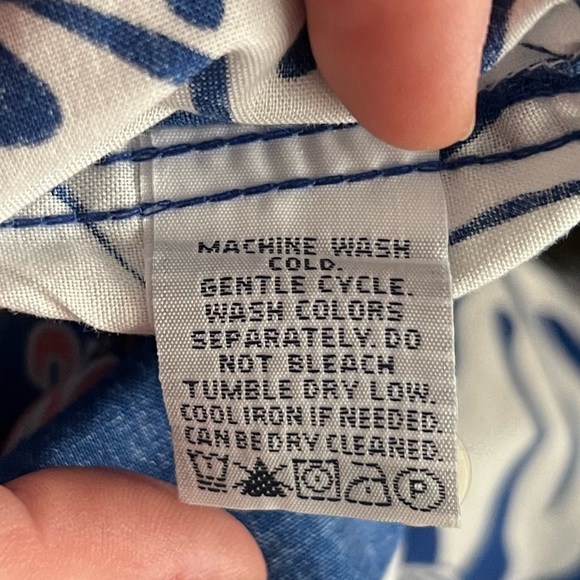 MACHINE WASH
COLD.
GENTLE CYCLE.
WASH COLORS
SEPARATELY. DO
NOT BLEACH
TUMBLE DRY LOW.
COOL IRON IF NEEDED.
CAN BE DRY CLEANED.
P